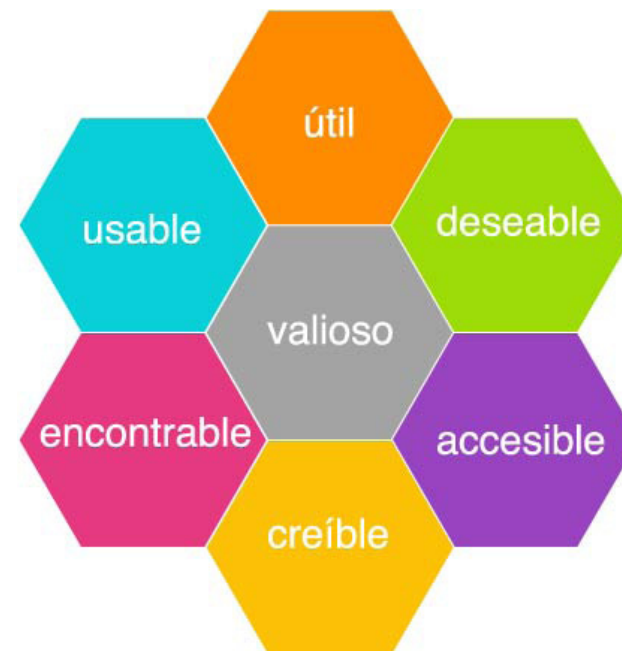 útil
usable
deseable
valioso
encontrable
accesible
creíble